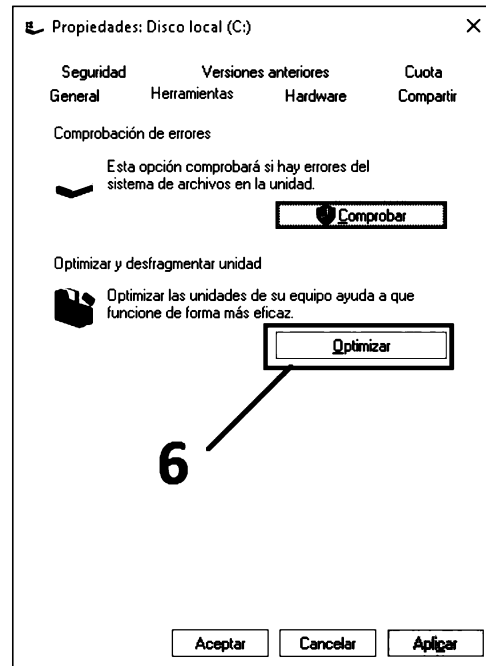 Propiedades: Disco local (C:)
Seguridad Versiones anteriores Cuota
General Herramientas Hardware Compartir
Comprobación de errores
Esta opción comprobará si hay errores del
sistema de archivos en la unidad.
Comprobar
Optimizar y desfragmentar unidad
Optimizar las unidades de su equipo ayuda a que
funcione de forma más eficaz.
Optimizar
6
Aceptar Cancelar Aplicar